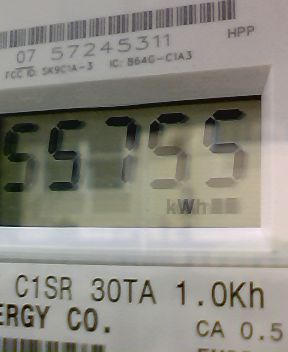 07 57245311
HPP
FCC ID: SK9C1A-3 IC: 864G-C1A3
55755
kWh
C1SR 30TA 1.0Kh
ERGY CO.
CA 0.5